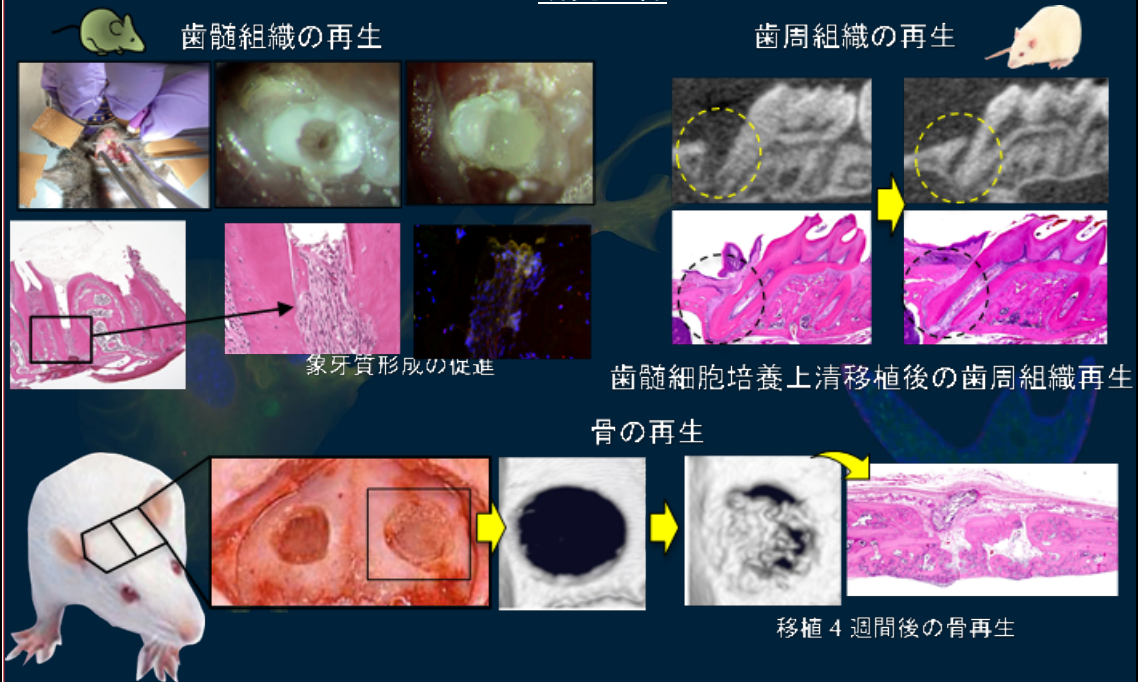 歯髄組織の再生
歯周組織の再生
象牙質形成の促進
歯髄細胞培養上清移植後の歯周組織再生
骨の再生
移植4週間後の骨再生